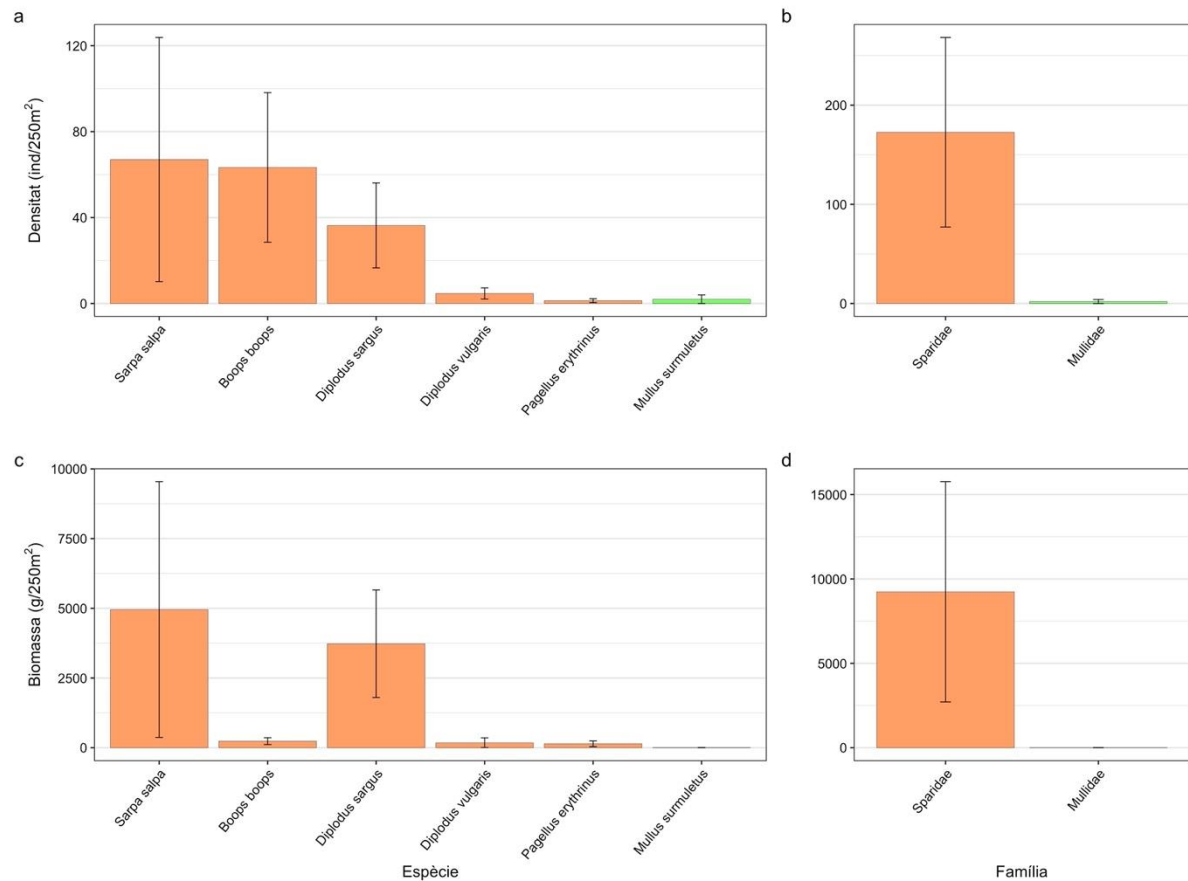 a
Densitat (ind/250m²)
120
80
40
0
Sarpa salpa
Boops boops
Diplodus sargus
Diplodus vulgaris
Pagellus erythrinus
Mullus surmuletus
b
200
100
0
Sparidae
Mullidae
c
Biomassa (g/250m²)
10000
7500
5000
2500
0
Sarpa salpa
Boops boops
Diplodus sargus
Diplodus vulgaris
Pagellus erythrinus
Mullus surmuletus
Espècie
d
15000
10000
5000
0
Sparidae
Mullidae
Família